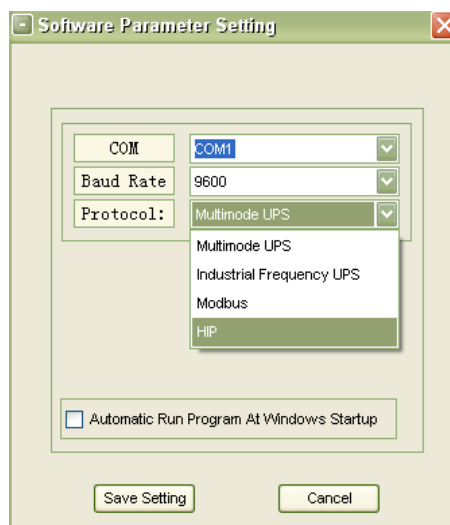 Software Parameter Setting
COM COM1
Baud Rate 9600
Protocol: Multimode UPS
Multimode UPS
Industrial Frequency UPS
Modbus
HIP
Automatic Run Program At Windows Startup
Save Setting Cancel